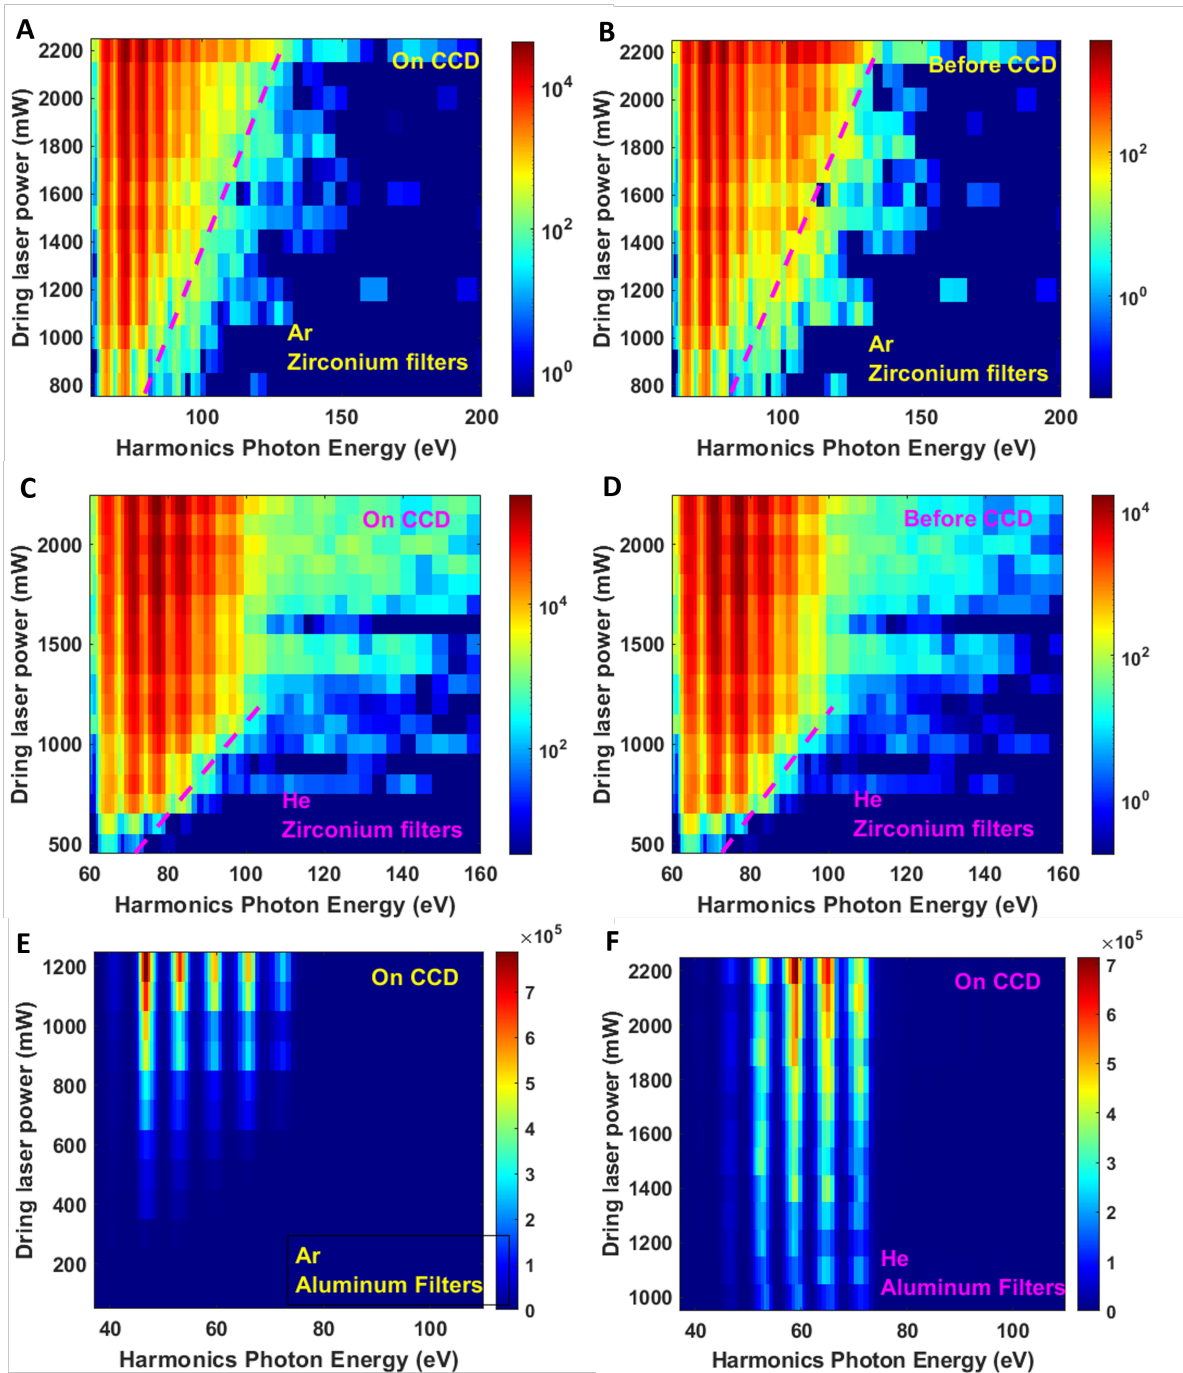 A
2200
2000
1800
1600
1400
1200
1000
800
Dring laser power (mW)
On CCD
Ar
Zirconium filters
100
150
200
Harmonics Photon Energy (eV)
10^4
10^2
10^0
B
2200
2000
1800
1600
1400
1200
1000
800
Dring laser power (mW)
Before CCD
Ar
Zirconium filters
100
150
200
Harmonics Photon Energy (eV)
10^2
10^0
C
2000
1500
1000
500
Dring laser power (mW)
On CCD
He
Zirconium filters
60
80
100
120
140
160
Harmonics Photon Energy (eV)
10^4
10^2
D
2000
1500
1000
500
Dring laser power (mW)
Before CCD
He
Zirconium filters
60
80
100
120
140
160
Harmonics Photon Energy (eV)
10^4
10^2
10^0
E
1200
1000
800
600
400
200
Dring laser power (mW)
On CCD
Ar
Aluminum Filters
40
60
80
100
Harmonics Photon Energy (eV)
×10^5
7
6
5
4
3
2
1
0
F
2200
2000
1800
1600
1400
1200
1000
Dring laser power (mW)
On CCD
He
Aluminum Filters
40
60
80
100
Harmonics Photon Energy (eV)
×10^5
7
6
5
4
3
2
1
0